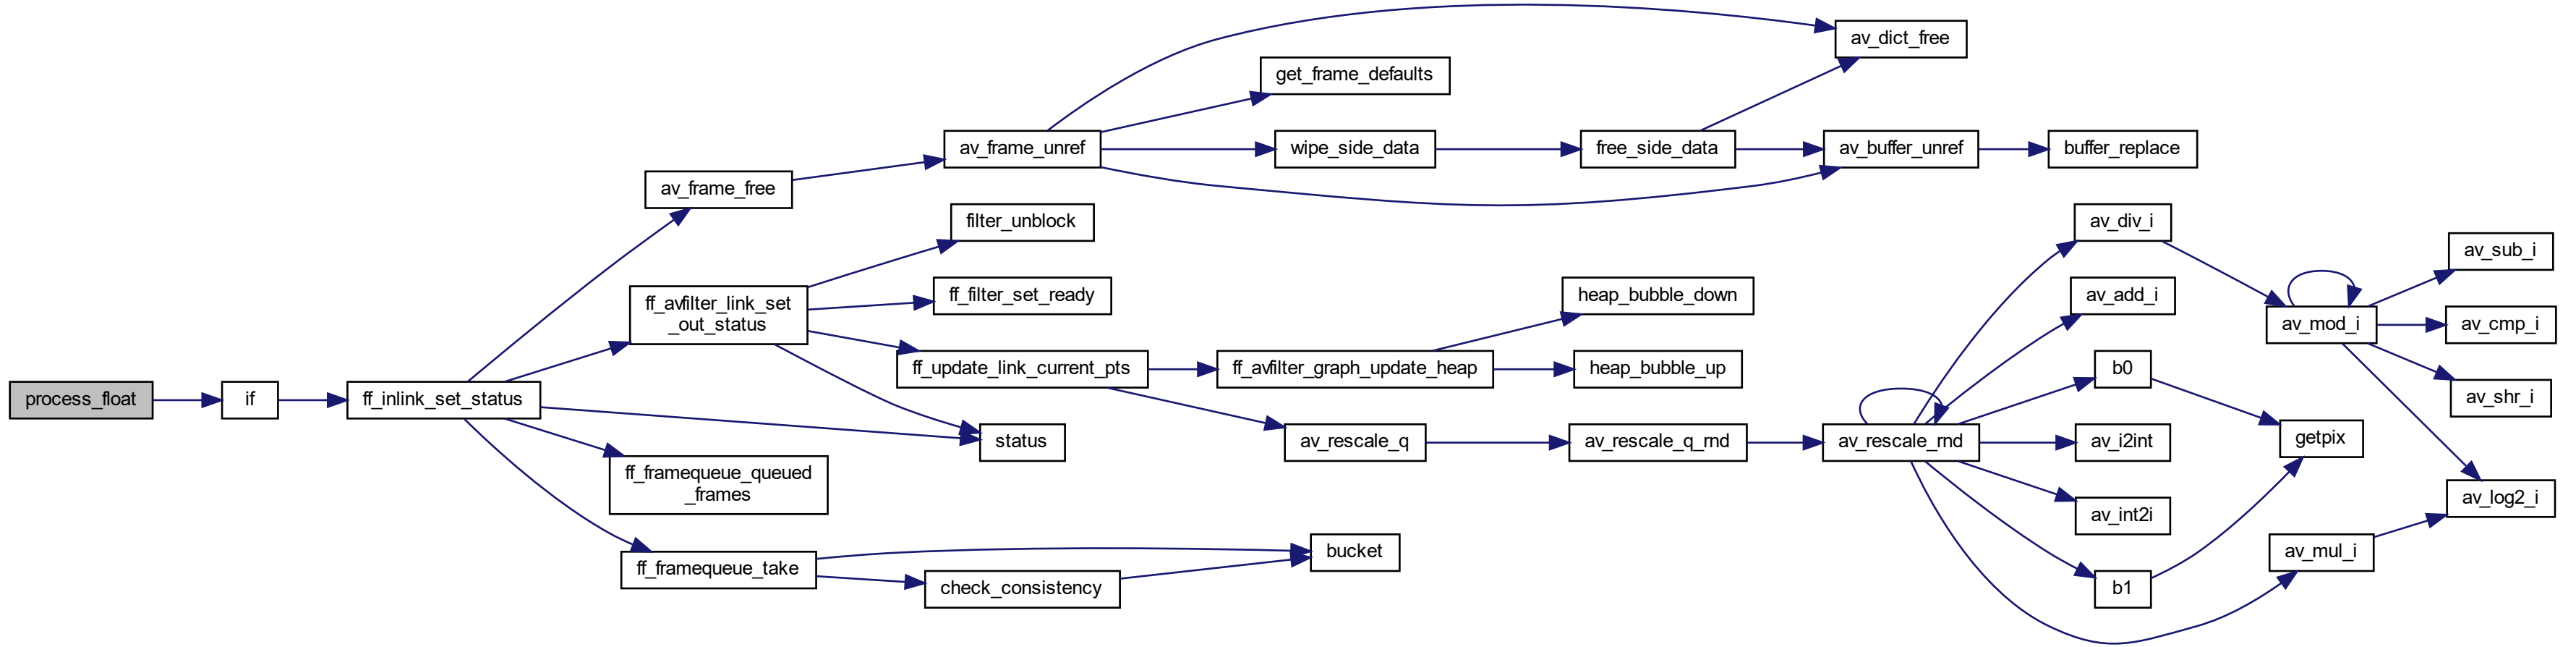 process_float
if
ff_inlink_set_status
av_frame_free
av_frame_unref
av_dict_free
get_frame_defaults
wipe_side_data
free_side_data
av_buffer_unref
buffer_replace
ff_avfilter_link_set
_out_status
filter_unblock
ff_filter_set_ready
ff_update_link_current_pts
ff_avfilter_graph_update_heap
heap_bubble_down
heap_bubble_up
av_rescale_q
av_rescale_q_rnd
av_rescale_rnd
av_div_i
av_mod_i
av_sub_i
av_cmp_i
av_shr_i
av_log2_i
av_add_i
b0
getpix
av_i2int
av_int2i
b1
av_mul_i
status
ff_framequeue_queued
_frames
ff_framequeue_take
bucket
check_consistency